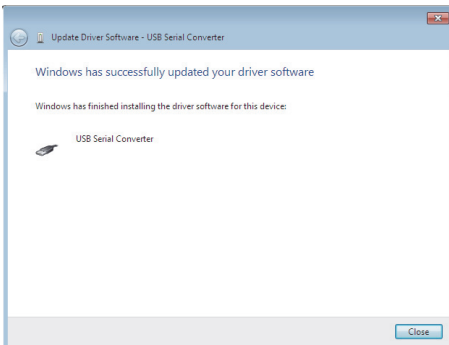 Update Driver Software - USB Serial Converter
Windows has successfully updated your driver software
Windows has finished installing the driver software for this device:
USB Serial Converter
Close